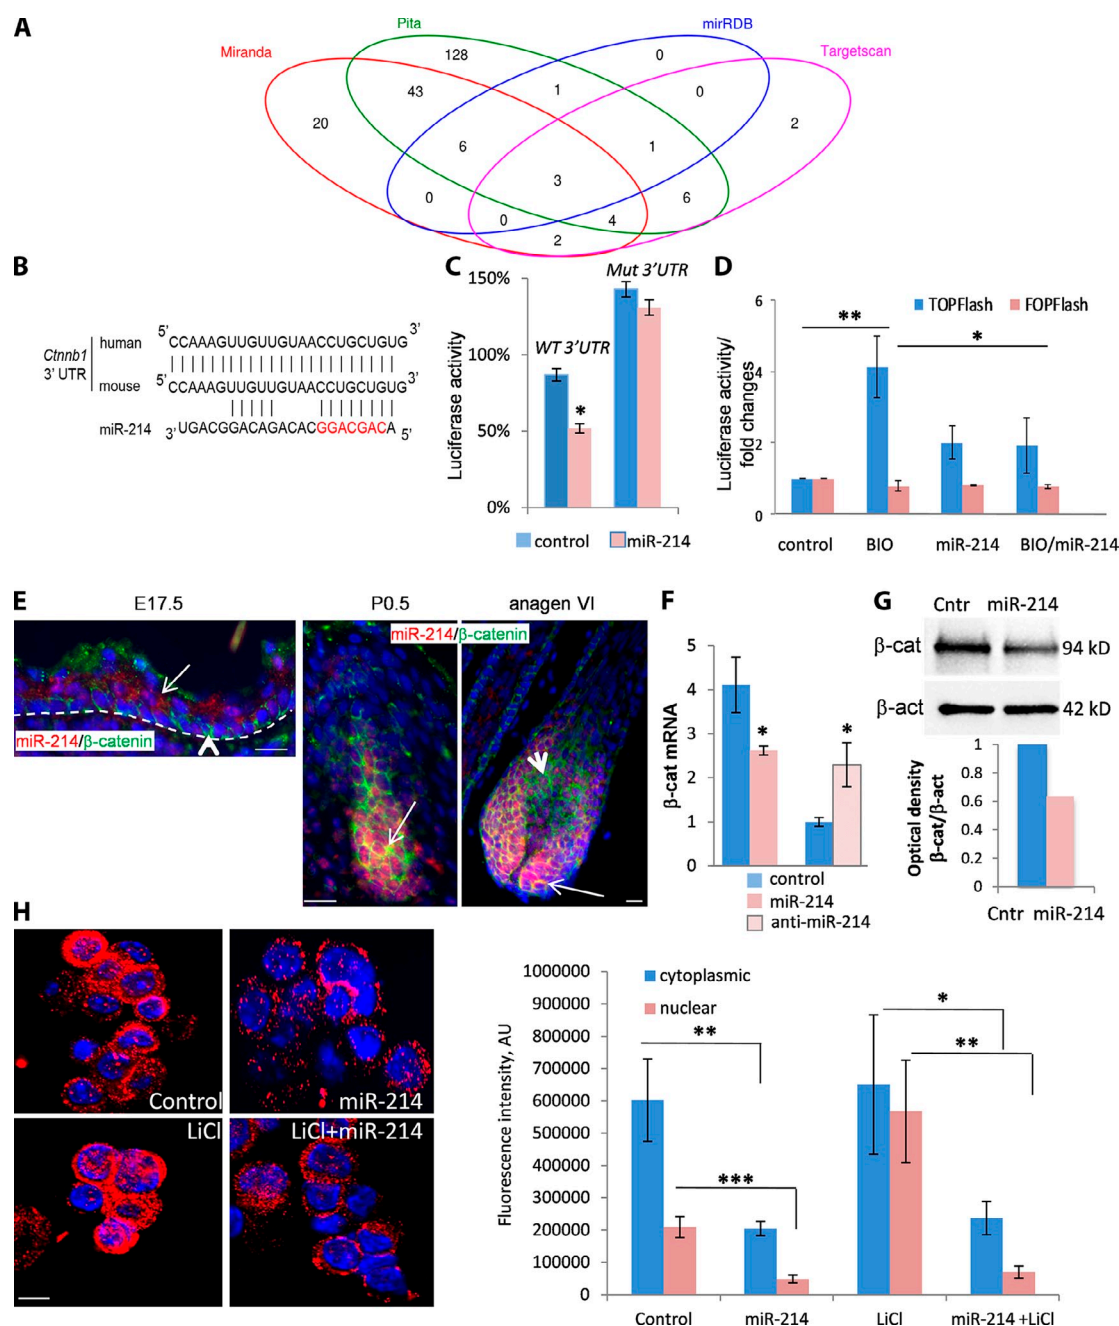 A
Pita
mirRDB
Miranda
Targetscan
128
0
43
1
0
20
2
6
1
3
0
6
0
4
2
B
Ctnnb1
3' UTR
human
5' CCAAAGUUGUUGUAACCUGCUGUG 3'
mouse
5' CCAAAGUUGUUGUAACCUGCUGUG 3'
miR-214
3' UGACGGACAGACACGGACGACA 5'
C
Luciferase activity
150%
100%
50%
0%
Mut 3'UTR
WT 3'UTR
*
control
miR-214
D
Luciferase activity/
fold changes
6
4
2
0
TOPFlash
FOPFlash
**
*
control
BIO
miR-214
BIO/miR-214
E
E17.5
P0.5
anagen VI
miR-214/β-catenin
miR-214/β-catenin
F
β-cat mRNA
5
4
3
2
1
0
*
*
control
miR-214
anti-miR-214
G
Cntr miR-214
β-cat
94 kD
β-act
42 kD
Optical density
β-cat/β-act
1
0.8
0.6
0.4
0.2
0
Cntr miR-214
H
Control
miR-214
LiCl
LiCl+miR-214
Fluorescence intensity, AU
1000000
900000
800000
700000
600000
500000
400000
300000
200000
100000
0
cytoplasmic
nuclear
**
***
*
**
Control
miR-214
LiCl
miR-214 +LiCl